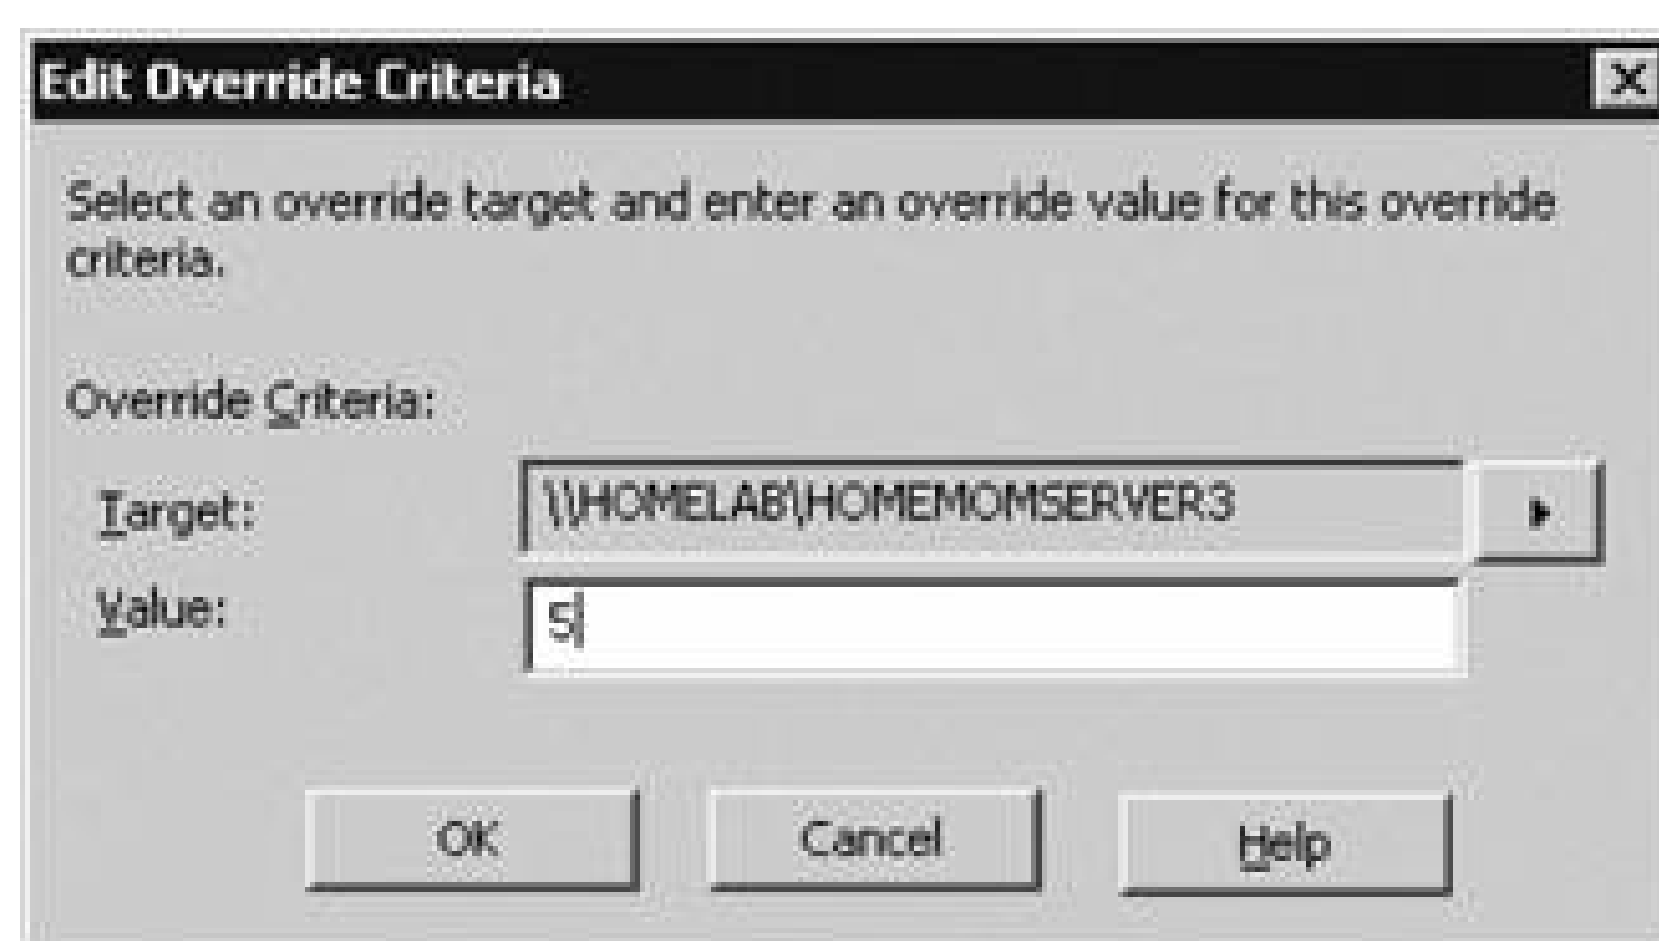 Edit Override Criteria
Select an override target and enter an override value for this override
criteria.
Override Criteria:
Target: \\HOMELAB\HOMEMOMSERVER3
Value: 5
OK Cancel Help